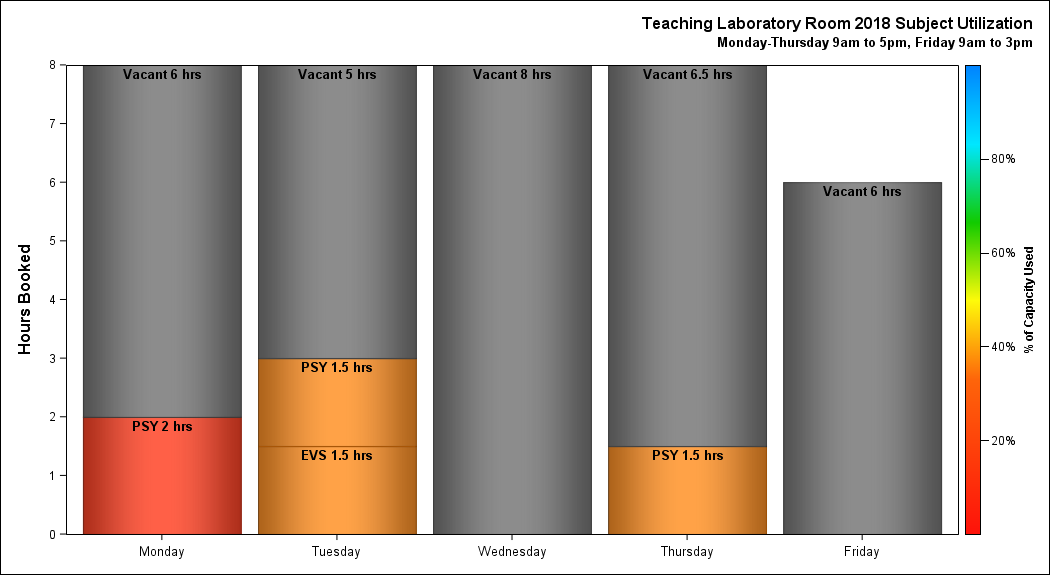 Teaching Laboratory Room 2018 Subject Utilization
Monday-Thursday 9am to 5pm, Friday 9am to 3pm
Hours Booked
8
7
6
5
4
3
2
1
0
Vacant 6 hrs
PSY 2 hrs
Vacant 5 hrs
PSY 1.5 hrs
EVS 1.5 hrs
Vacant 8 hrs
Vacant 6.5 hrs
PSY 1.5 hrs
Vacant 6 hrs
Monday
Tuesday
Wednesday
Thursday
Friday
80%
60%
40%
20%
% of Capacity Used